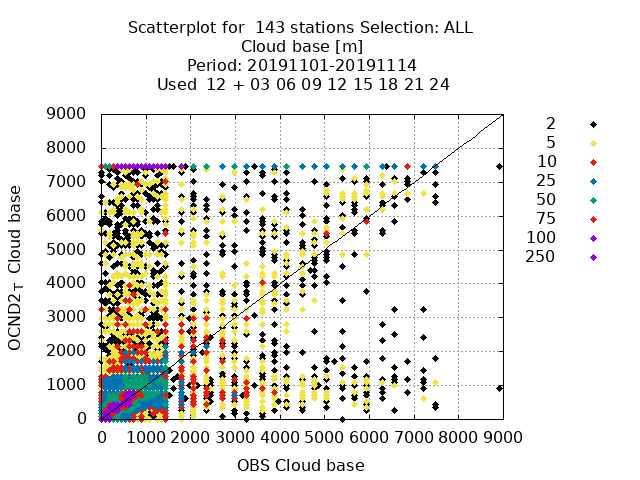 Scatterplot for  143 stations Selection: ALL
Cloud base [m]
Period: 20191101-20191114
Used  12 + 03 06 09 12 15 18 21 24
9000
8000
7000
6000
5000
4000
3000
2000
1000
0
OCND2T Cloud base
0 1000 2000 3000 4000 5000 6000 7000 8000 9000
OBS Cloud base
2
5
10
25
50
75
100
250